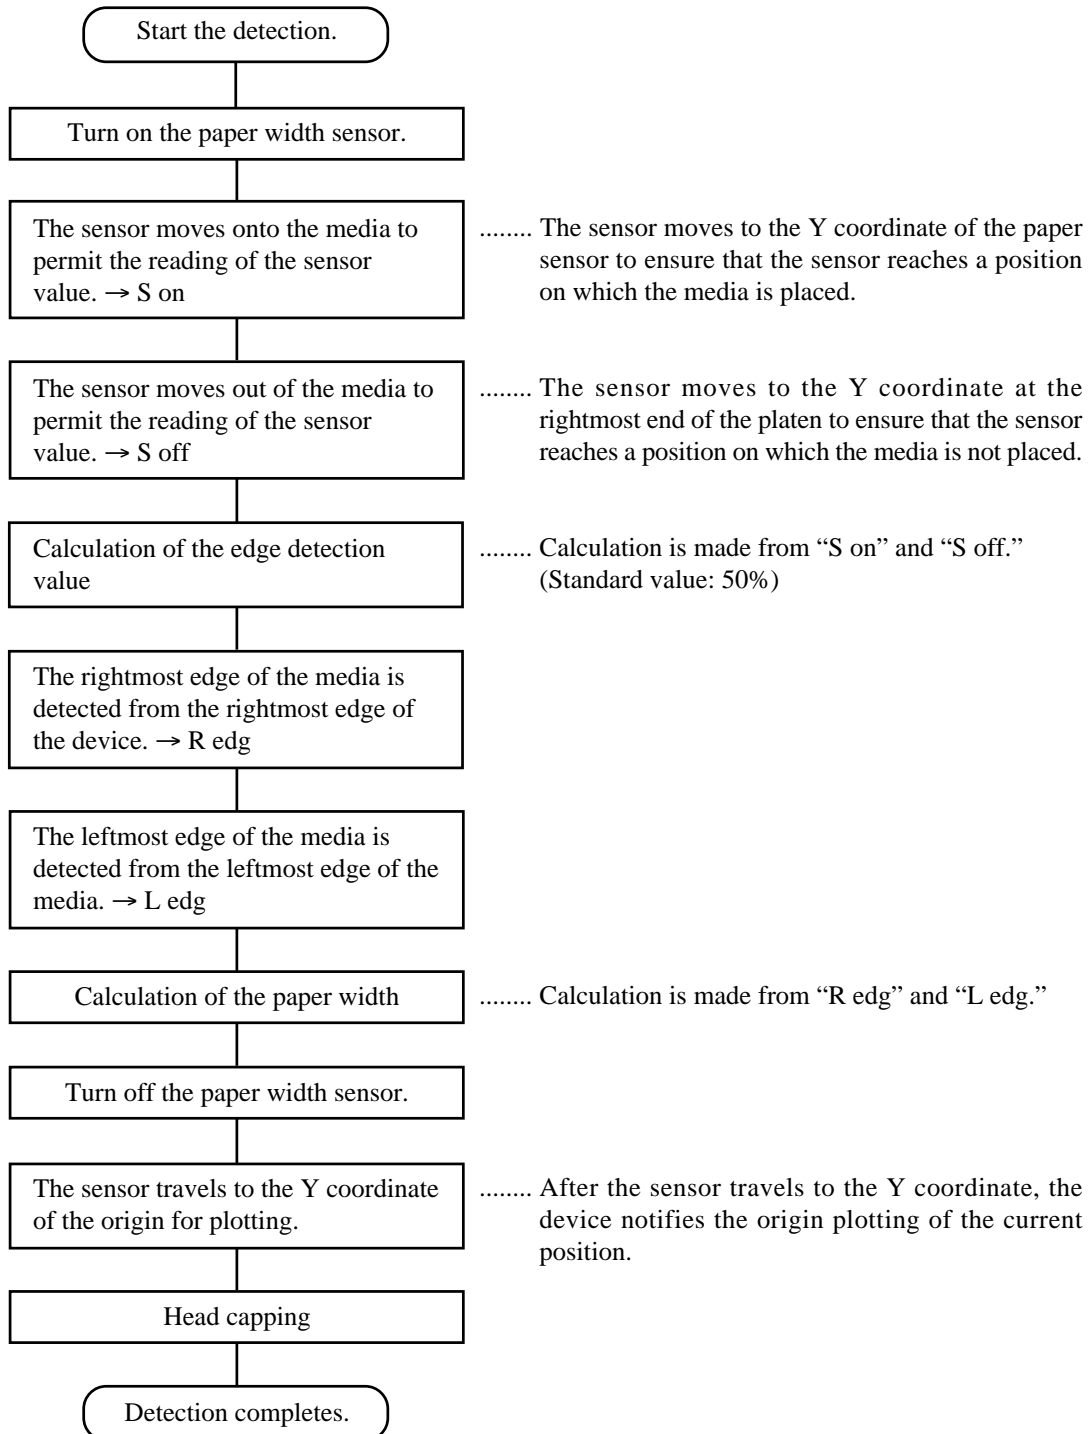 Start the detection.
Turn on the paper width sensor.
The sensor moves onto the media to
permit the reading of the sensor
value. → S on
........ The sensor moves to the Y coordinate of the paper
sensor to ensure that the sensor reaches a position
on which the media is placed.
The sensor moves out of the media to
permit the reading of the sensor
value. → S off
........ The sensor moves to the Y coordinate at the
rightmost end of the platen to ensure that the sensor
reaches a position on which the media is not placed.
Calculation of the edge detection
value
........ Calculation is made from “S on” and “S off.”
(Standard value: 50%)
The rightmost edge of the media is
detected from the rightmost edge of
the device. → R edg
The leftmost edge of the media is
detected from the leftmost edge of the
media. → L edg
Calculation of the paper width
........ Calculation is made from “R edg” and “L edg.”
Turn off the paper width sensor.
The sensor travels to the Y coordinate
of the origin for plotting.
........ After the sensor travels to the Y coordinate, the
device notifies the origin plotting of the current
position.
Head capping
Detection completes.